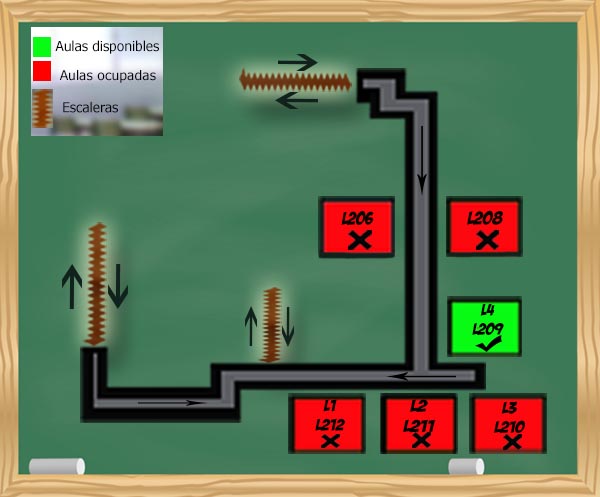 Aulas disponibles
Aulas ocupadas
Escaleras
L206
L208
L4
L209
L1
L212
L2
L211
L3
L210